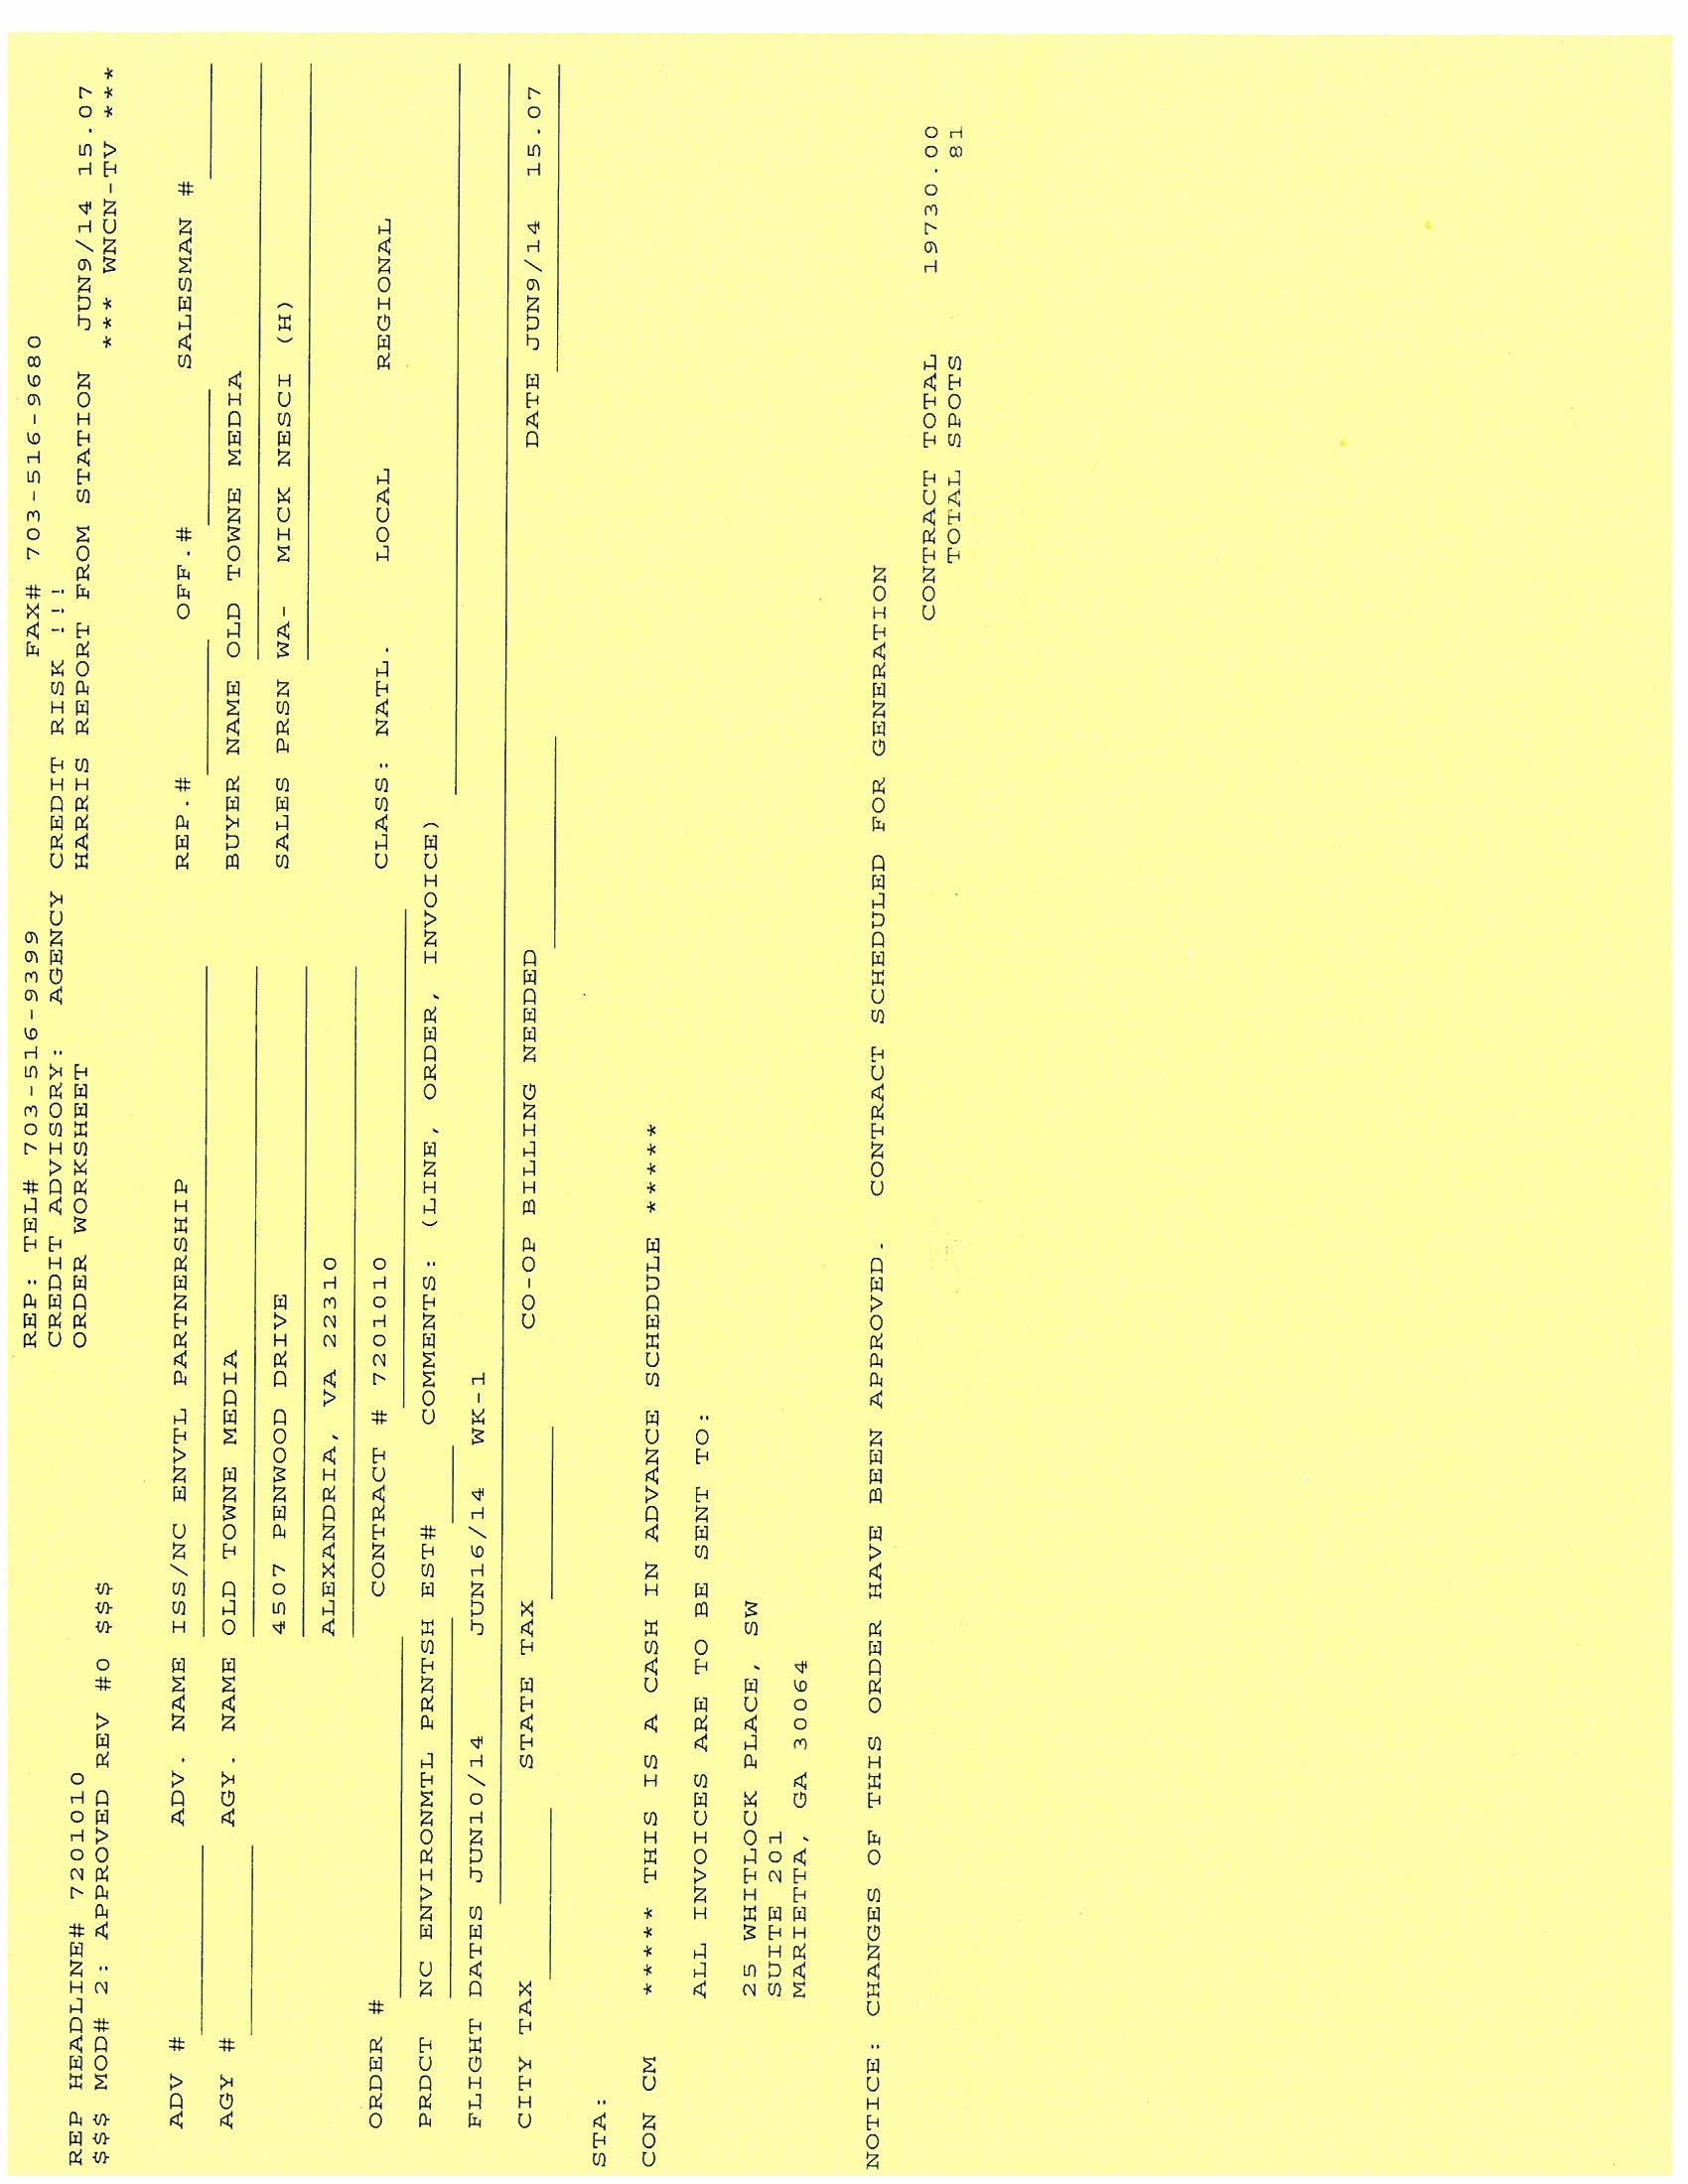 REP: TEL# 703-516-9399 FAX# 703-516-9680
CREDIT ADVISORY: AGENCY CREDIT RISK !!!
REP HEADLINE# 7201010 ORDER WORKSHEET HARRIS REPORT FROM STATION JUN9/14 15.07
$$$ MOD# 2: APPROVED REV #0 $$$ *** WNCN-TV ***
ADV # ADV. NAME ISS/NC ENVTL PARTNERSHIP REP.# OFF.# SALESMAN #
AGY # AGY. NAME OLD TOWNE MEDIA BUYER NAME OLD TOWNE MEDIA
4507 PENWOOD DRIVE SALES PRSN WA- MICK NESCI (H)
ALEXANDRIA, VA 22310
ORDER # CONTRACT # 7201010 CLASS: NATL. LOCAL REGIONAL
PRDCT NC ENVIRONMTL PRNTSH EST# COMMENTS: (LINE, ORDER, INVOICE)
FLIGHT DATES JUN10/14 JUN16/14 WK-1
CITY TAX STATE TAX CO-OP BILLING NEEDED DATE JUN9/14 15.07
STA:
CON CM ***** THIS IS A CASH IN ADVANCE SCHEDULE *****
ALL INVOICES ARE TO BE SENT TO:
25 WHITLOCK PLACE, SW
SUITE 201
MARIETTA, GA 30064
NOTICE: CHANGES OF THIS ORDER HAVE BEEN APPROVED. CONTRACT SCHEDULED FOR GENERATION
CONTRACT TOTAL 19730.00
TOTAL SPOTS 81